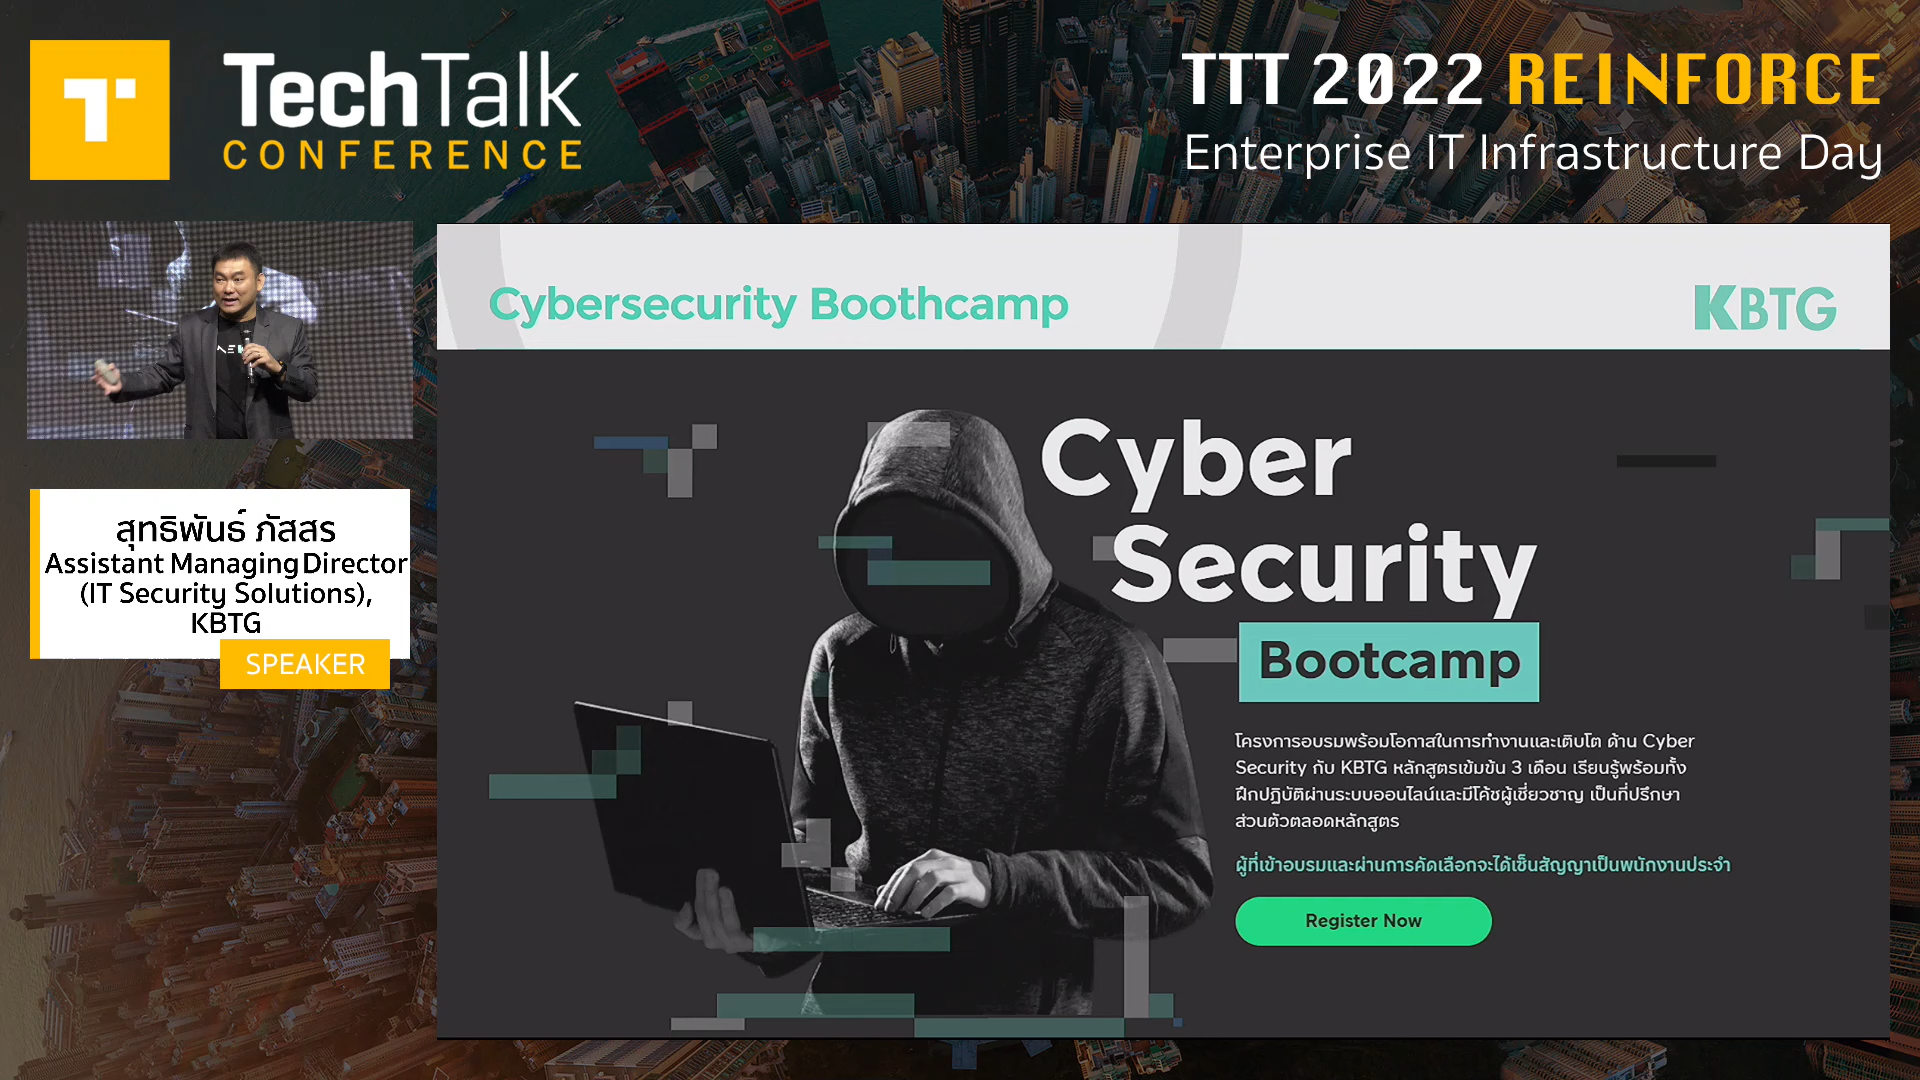 TechTalk
CONFERENCE
TTT 2022 REINFORCE
Enterprise IT Infrastructure Day
Cybersecurity Boothcamp
KBTG
สุทธิพันธ์ ภัสสร
Assistant Managing Director
(IT Security Solutions),
KBTG
SPEAKER
Cyber
Security
Bootcamp
โครงการอบรมพร้อมโอกาสในการทำงานและเติบโต ด้าน Cyber
Security กับ KBTG หลักสูตรเข้มข้น 3 เดือน เรียนรู้พร้อมทั้ง
ฝึกปฏิบัติผ่านระบบออนไลน์และมีโค้ชผู้เชี่ยวชาญ เป็นที่ปรึกษา
ส่วนตัวตลอดหลักสูตร
ผู้ที่เข้าอบรมและผ่านการคัดเลือกจะได้เซ็นสัญญาเป็นพนักงานประจำ
Register Now